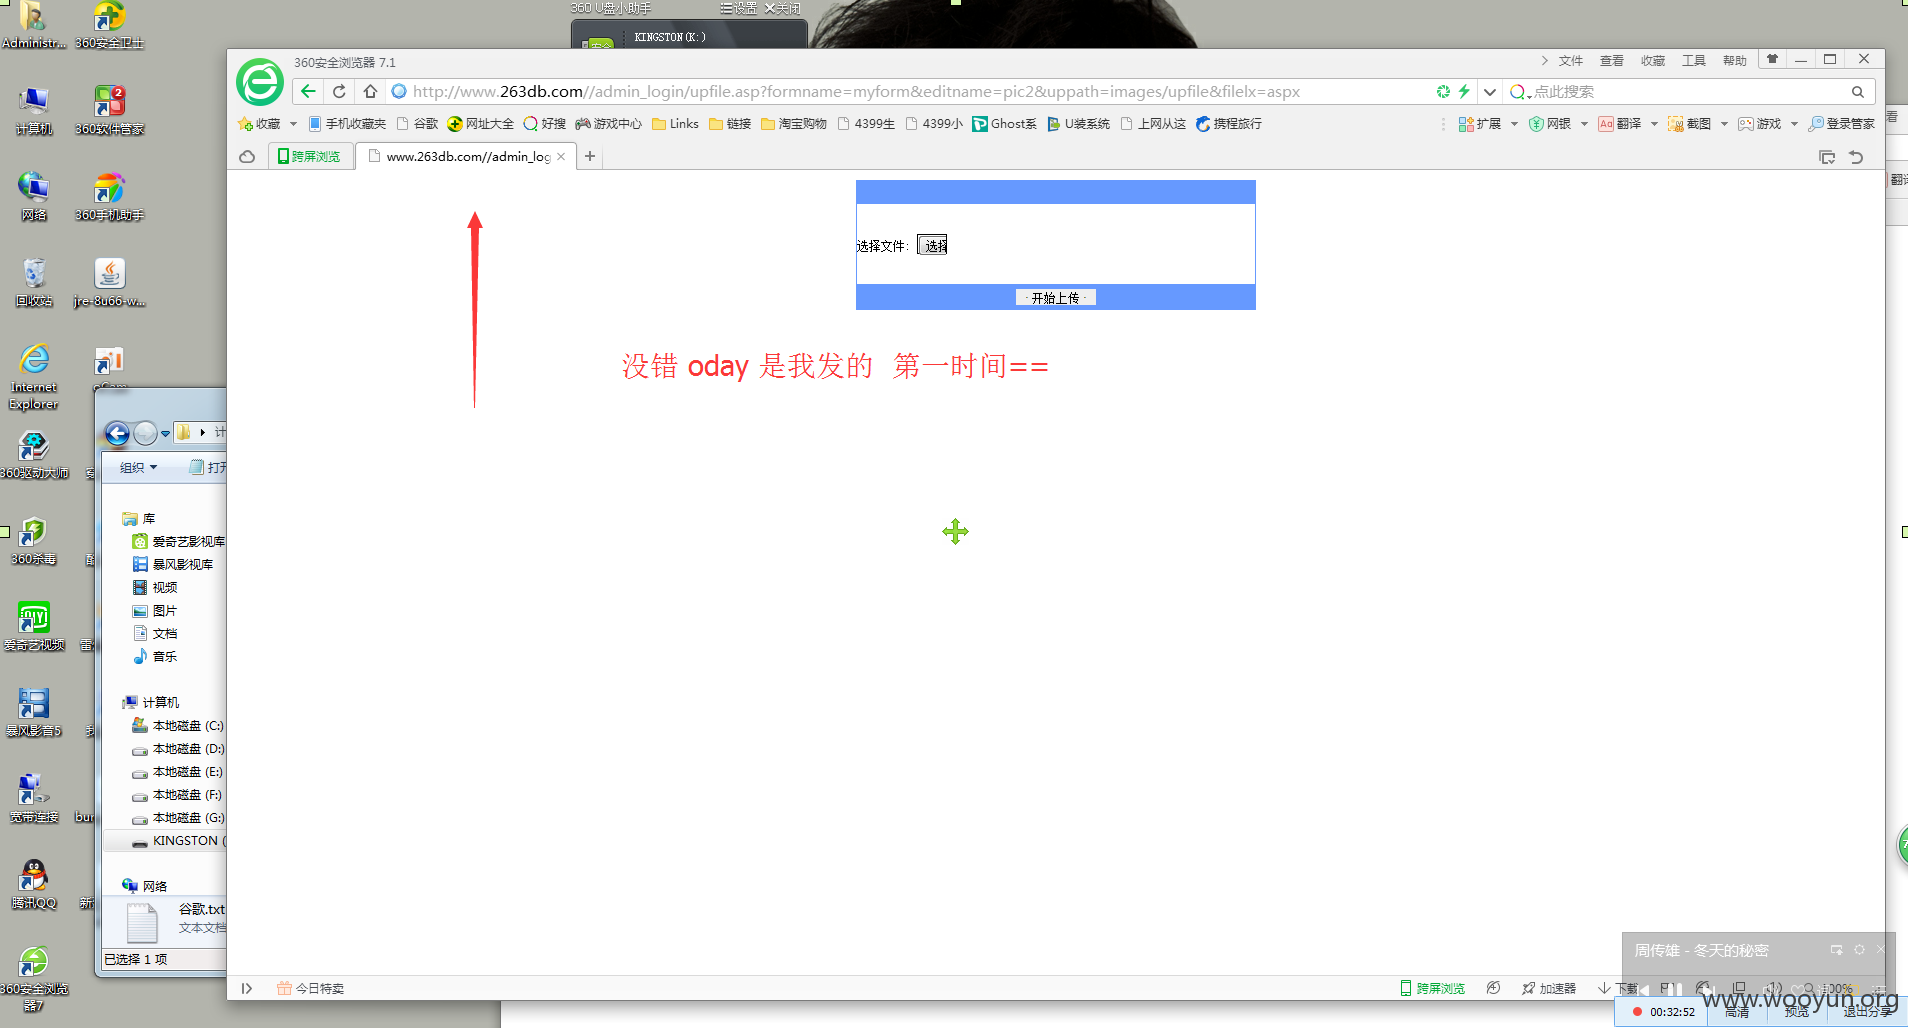 360 U盘小助手 设置 关闭
KINGSTON(K:)
安全
Administr...
360安全卫士
计算机
2
360软件管家
网络
360手机助手
回收站
jre-8u66-w...
Internet
Explorer
oCam
360驱动大师
360杀毒
爱奇艺视频
暴风影音5
宽带连接
bur
腾讯QQ
新
360安全浏览
器7
组织
打开
库
爱奇艺影视库
暴风影视库
视频
图片
文档
音乐
计算机
本地磁盘 (C:)
本地磁盘 (D:)
本地磁盘 (E:)
本地磁盘 (F:)
本地磁盘 (G:)
KINGSTON (
网络
谷歌.txt
文本文档
已选择 1 项
360安全浏览器 7.1
文件 查看 收藏 工具 帮助
http://www.263db.com//admin_login/upfile.asp?formname=myform&editname=pic2&uppath=images/upfile&filelx=aspx
点此搜索
收藏 手机收藏夹 谷歌 网址大全 好搜 游戏中心 Links 链接 淘宝购物 4399生 4399小 Ghost系 U装系统 上网从这 携程旅行
扩展 网银 翻译 截图 游戏 登录管家
跨屏浏览 www.263db.com//admin_log
选择文件: 选择
· 开始上传 ·
没错 oday 是我发的 第一时间==
看
翻译
今日特卖
跨屏浏览 加速器 下载
周传雄 - 冬天的秘密
www.wooyun.org
00:32:52 高清 预览 退出分享